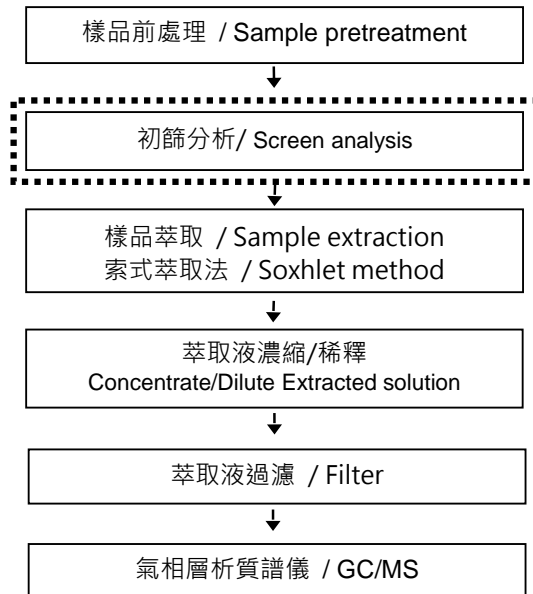 樣品前處理 / Sample pretreatment
初篩分析/ Screen analysis
樣品萃取 / Sample extraction
索式萃取法 / Soxhlet method
萃取液濃縮/稀釋
Concentrate/Dilute Extracted solution
萃取液過濾 / Filter
氣相層析質譜儀 / GC/MS